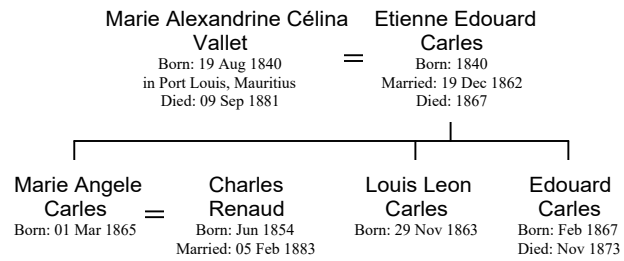 Marie Alexandrine Célina
Vallet
Born: 19 Aug 1840
in Port Louis, Mauritius
Died: 09 Sep 1881
=
Etienne Edouard
Carles
Born: 1840
Married: 19 Dec 1862
Died: 1867
Marie Angele
Carles
Born: 01 Mar 1865
=
Charles
Renaud
Born: Jun 1854
Married: 05 Feb 1883
Louis Leon
Carles
Born: 29 Nov 1863
Edouard
Carles
Born: Feb 1867
Died: Nov 1873